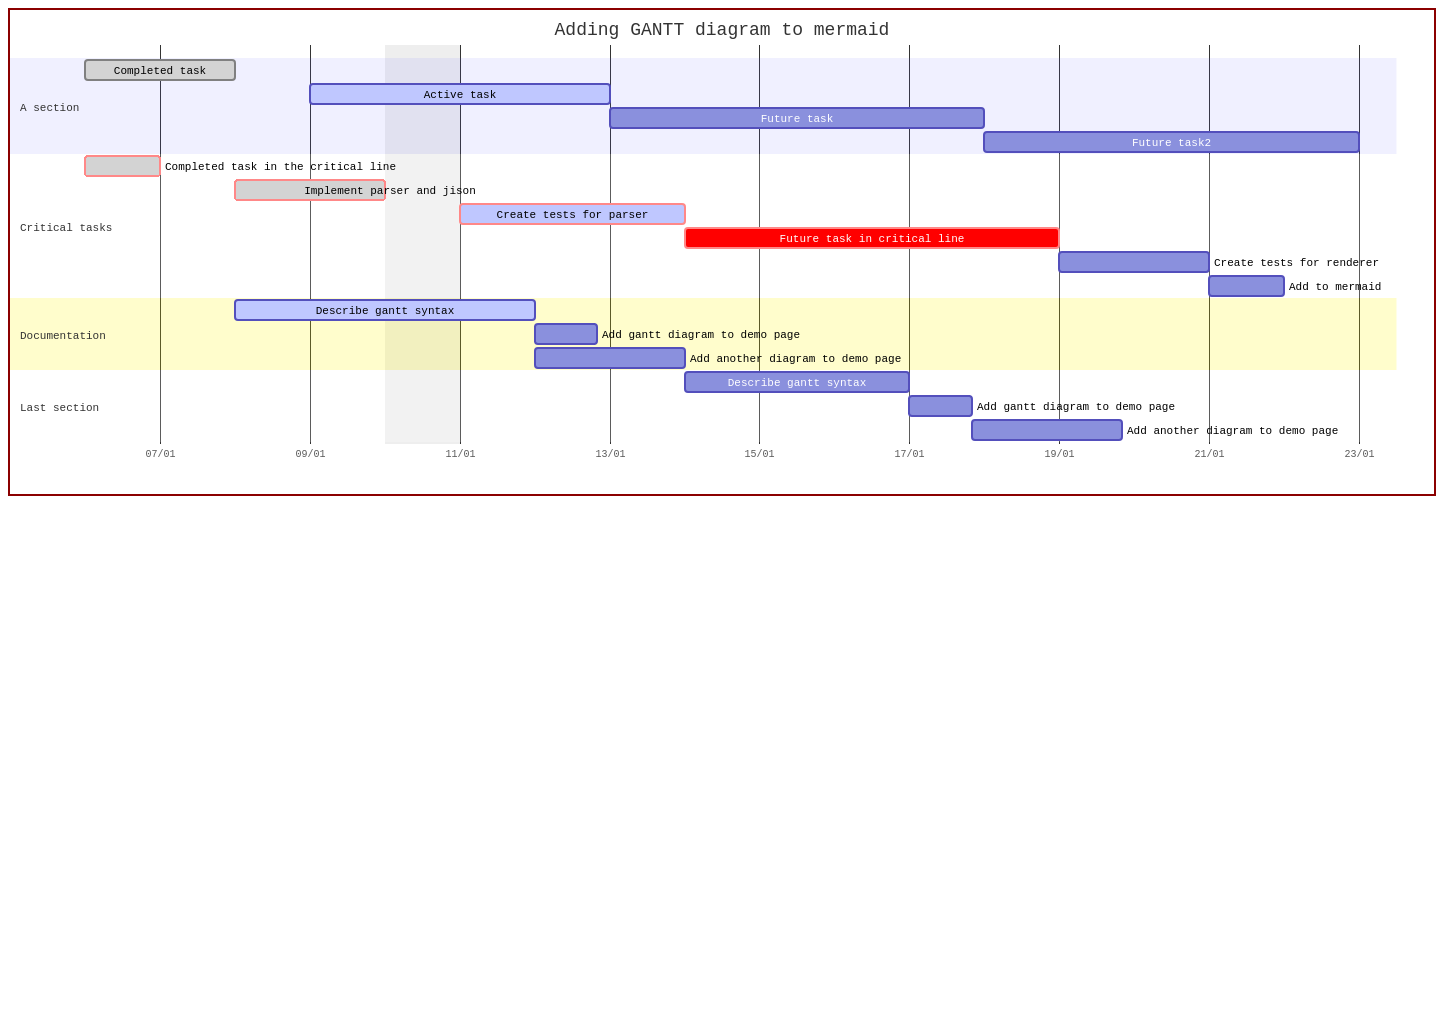 Adding GANTT diagram to mermaid
Completed task
Active task
A section
Future task
Future task2
Completed task in the critical line
Implement parser and jison
Create tests for parser
Critical tasks
Future task in critical line
Create tests for renderer
Add to mermaid
Describe gantt syntax
Documentation
Add gantt diagram to demo page
Add another diagram to demo page
Describe gantt syntax
Last section
Add gantt diagram to demo page
Add another diagram to demo page
07/01 09/01 11/01 13/01 15/01 17/01 19/01 21/01 23/01